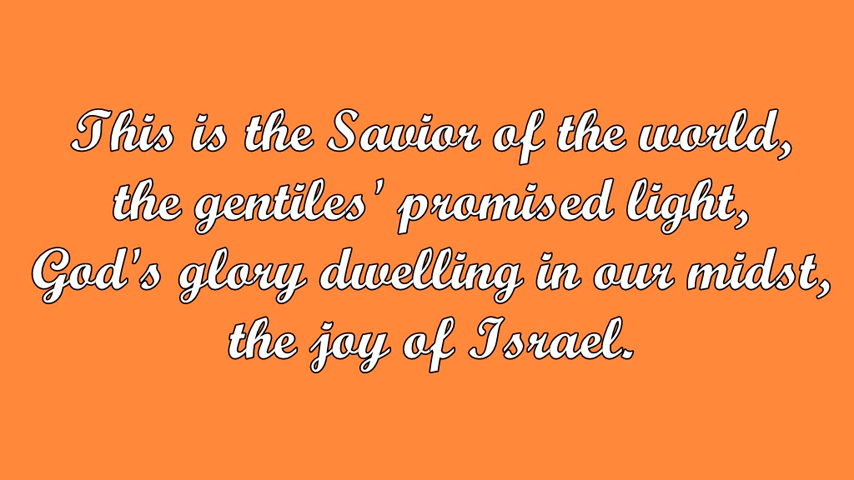 This is the Savior of the world,
the gentiles' promised light,
God's glory dwelling in our midst,
the joy of Israel.